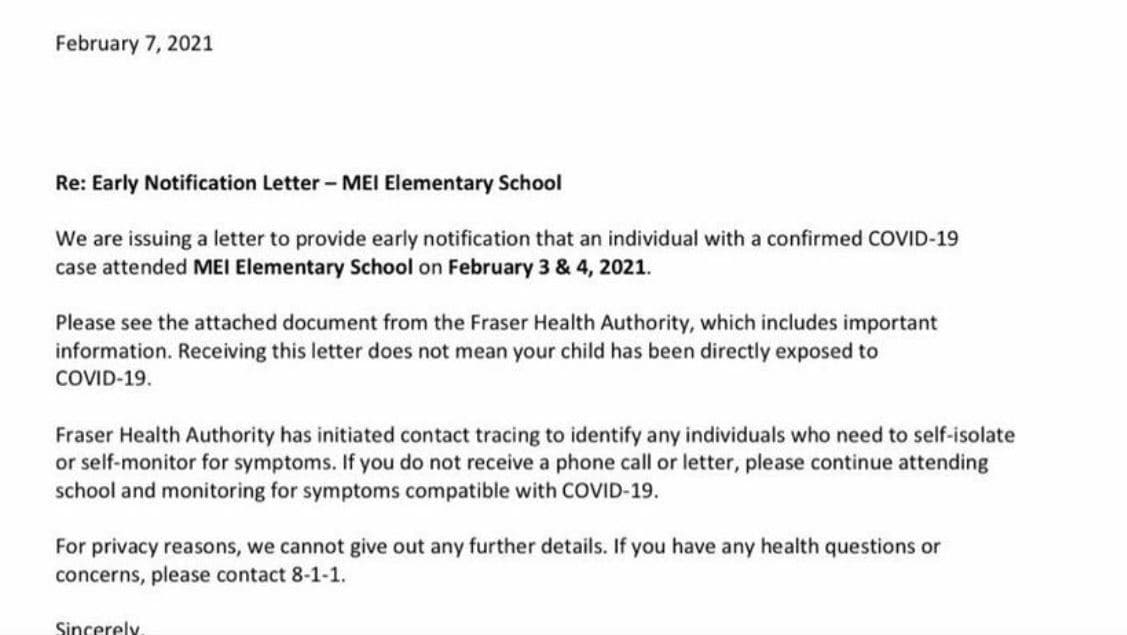 February 7, 2021
Re: Early Notification Letter – MEI Elementary School
We are issuing a letter to provide early notification that an individual with a confirmed COVID-19
case attended MEI Elementary School on February 3 & 4, 2021.
Please see the attached document from the Fraser Health Authority, which includes important
information. Receiving this letter does not mean your child has been directly exposed to
COVID-19.
Fraser Health Authority has initiated contact tracing to identify any individuals who need to self-isolate
or self-monitor for symptoms. If you do not receive a phone call or letter, please continue attending
school and monitoring for symptoms compatible with COVID-19.
For privacy reasons, we cannot give out any further details. If you have any health questions or
concerns, please contact 8-1-1.
Sincerely,